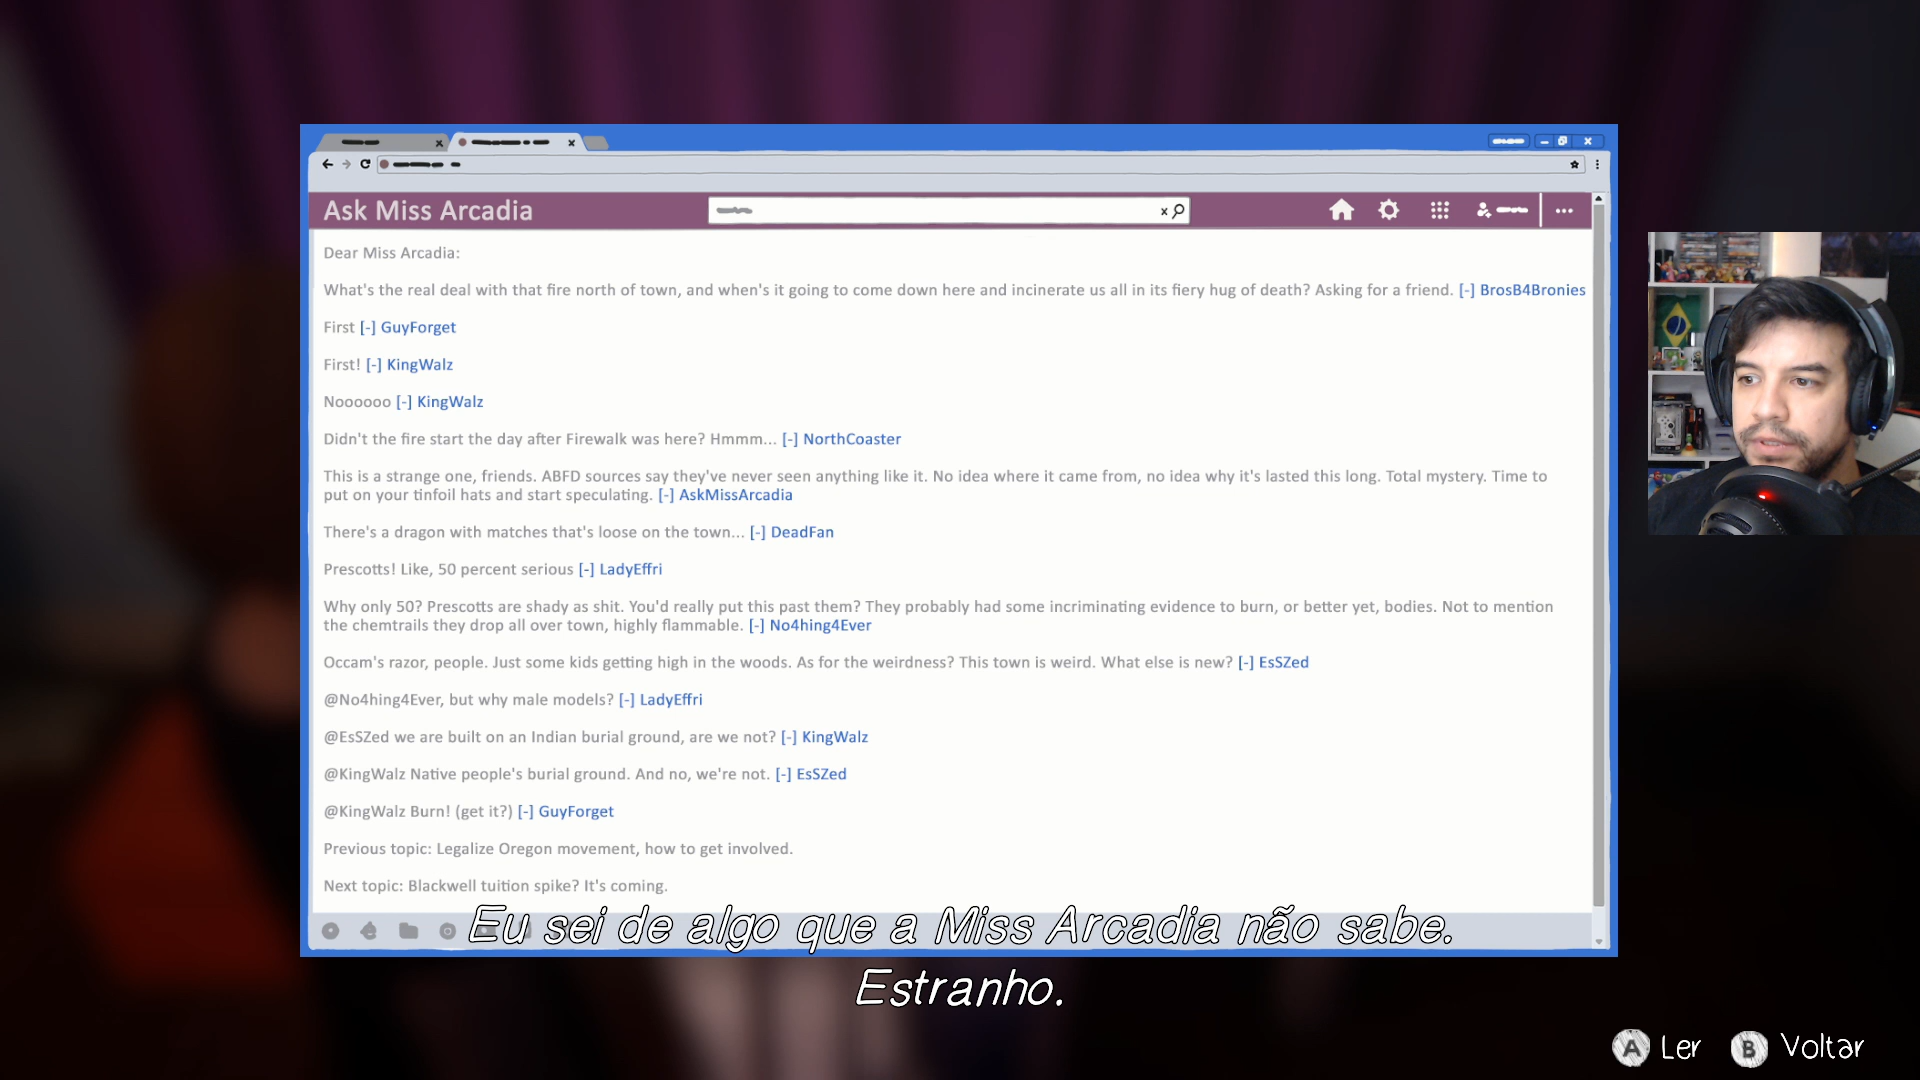 Ask Miss Arcadia
Dear Miss Arcadia:
What's the real deal with that fire north of town, and when's it going to come down here and incinerate us all in its fiery hug of death? Asking for a friend. [-] BrosB4Bronies
First [-] GuyForget
First! [-] KingWalz
Noooooo [-] KingWalz
Didn't the fire start the day after Firewalk was here? Hmmm... [-] NorthCoaster
This is a strange one, friends. ABFD sources say they've never seen anything like it. No idea where it came from, no idea why it's lasted this long. Total mystery. Time to
put on your tinfoil hats and start speculating. [-] AskMissArcadia
There's a dragon with matches that's loose on the town... [-] DeadFan
Prescotts! Like, 50 percent serious [-] LadyEffri
Why only 50? Prescotts are shady as shit. You'd really put this past them? They probably had some incriminating evidence to burn, or better yet, bodies. Not to mention
the chemtrails they drop all over town, highly flammable. [-] No4hing4Ever
Occam's razor, people. Just some kids getting high in the woods. As for the weirdness? This town is weird. What else is new? [-] EsSZed
@No4hing4Ever, but why male models? [-] LadyEffri
@EsSZed we are built on an Indian burial ground, are we not? [-] KingWalz
@KingWalz Native people's burial ground. And no, we're not. [-] EsSZed
@KingWalz Burn! (get it?) [-] GuyForget
Previous topic: Legalize Oregon movement, how to get involved.
Next topic: Blackwell tuition spike? It's coming.
Eu sei de algo que a Miss Arcadia não sabe.
Estranho.
A Ler B Voltar